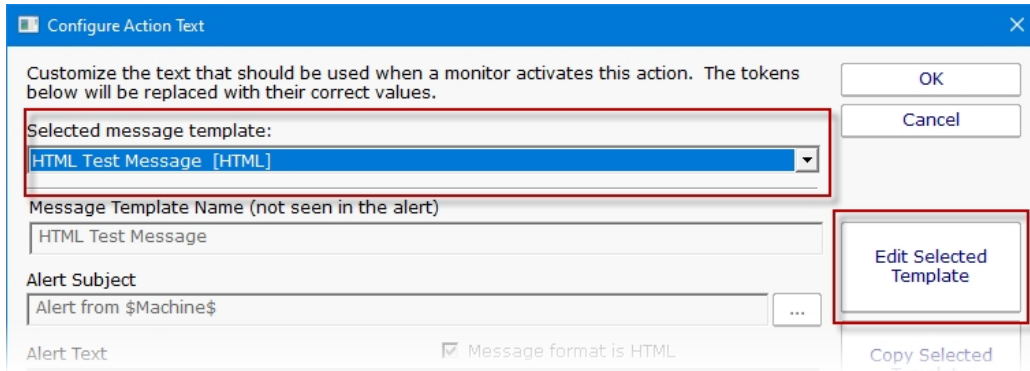 Configure Action Text
Customize the text that should be used when a monitor activates this action. The tokens
below will be replaced with their correct values.
OK
Cancel
Selected message template:
HTML Test Message [HTML]
Message Template Name (not seen in the alert)
HTML Test Message
Edit Selected
Template
Alert Subject
Alert from $Machine$
...
Alert Text
Message format is HTML
Copy Selected